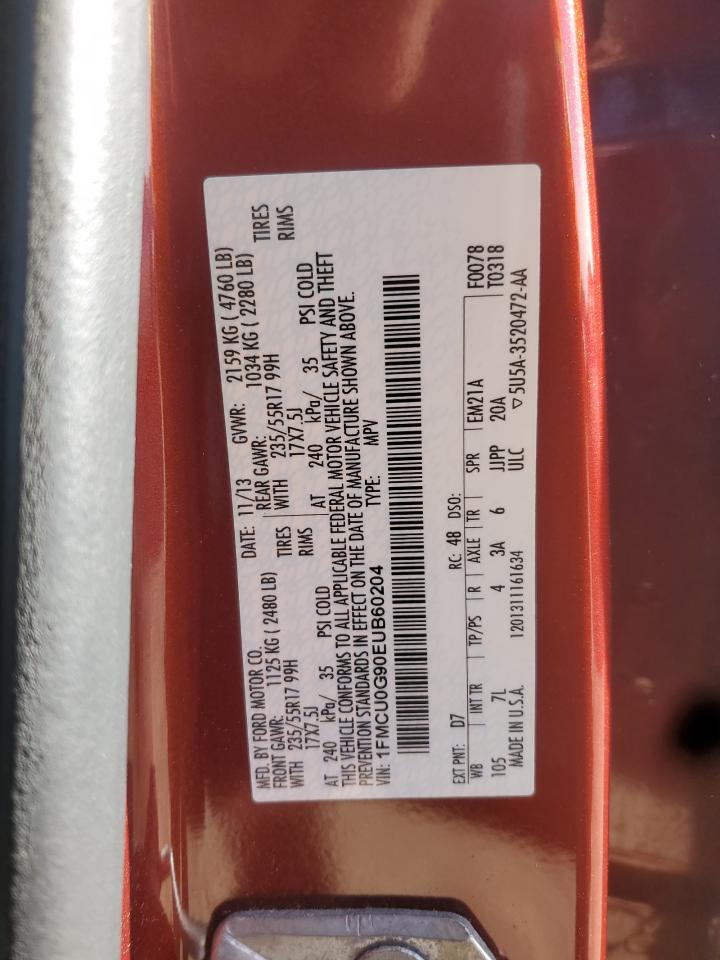 MFD. BY FORD MOTOR CO.
DATE: 11/13 GVWR: 2159 KG ( 4760 LB)
FRONT GAWR: 1125 KG ( 2480 LB) REAR GAWR: 1034 KG ( 2280 LB)
WITH 235/55R17 99H TIRES WITH 235/55R17 99H TIRES
17X7.5J RIMS 17X7.5J RIMS
AT 240 kPa/ 35 PSI COLD AT 240 kPa/ 35 PSI COLD
THIS VEHICLE CONFORMS TO ALL APPLICABLE FEDERAL MOTOR VEHICLE SAFETY AND THEFT
PREVENTION STANDARDS IN EFFECT ON THE DATE OF MANUFACTURE SHOWN ABOVE.
VIN: 1FMCU0G90EUB60204 TYPE: MPV
EXT PNT: D7 RC: 48 DSO: F0078
WB INT TR TP/PS R AXLE TR SPR EM21A T0318
105 7L 4 3A 6 JJPP 20A
MADE IN U.S.A. 1201311161634 ULC ▽5U5A-3520472-AA